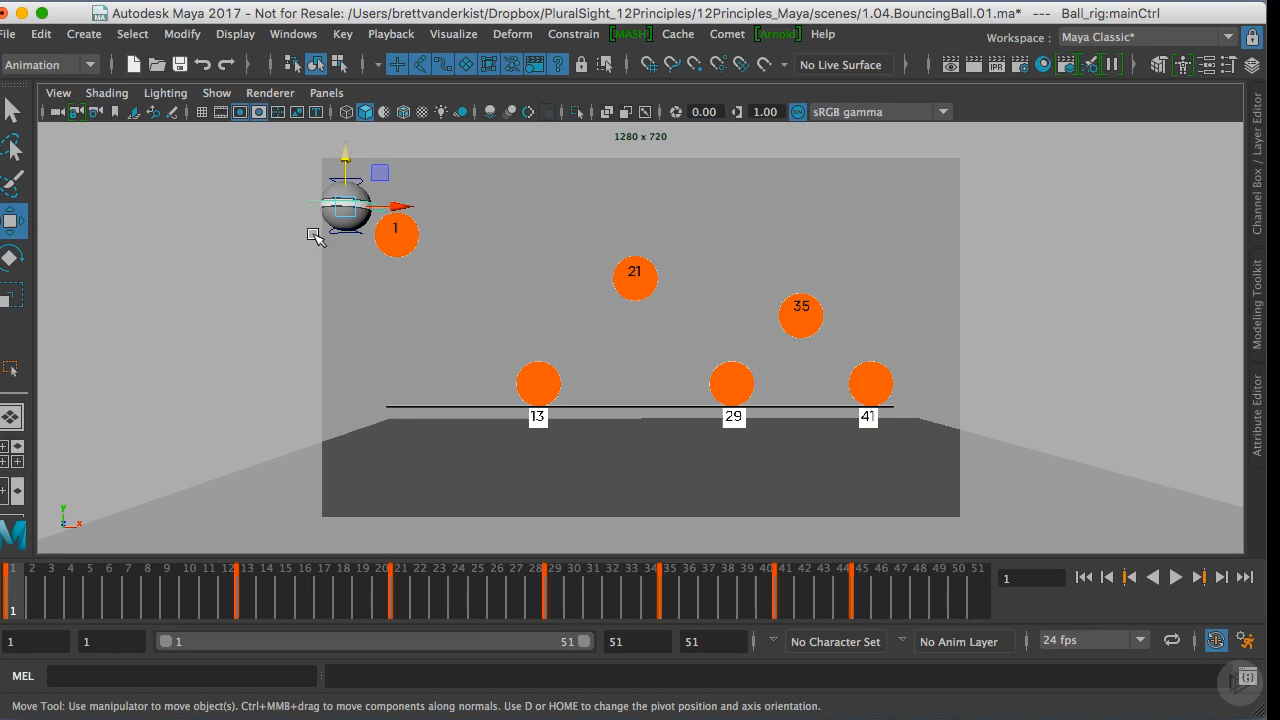 Autodesk Maya 2017 - Not for Resale: /Users/brettvanderkist/Dropbox/PluralSight_12Principles/12Principles_Maya/scenes/1.04.BouncingBall.01.ma* --- Ball_rig:mainCtrl
File Edit Create Select Modify Display Windows Key Playback Visualize Deform Constrain [MASH] Cache Comet [Arnold] Help Workspace : Maya Classic*
Animation No Live Surface
View Shading Lighting Show Renderer Panels
0.00 1.00 sRGB gamma
1280 x 720
1
21
35
13 29 41
y
z x
Channel Box / Layer Editor
Modeling Toolkit
Attribute Editor
1 2 3 4 5 6 7 8 9 10 11 12 13 14 15 16 17 18 19 20 21 22 23 24 25 26 27 28 29 30 31 32 33 34 35 36 37 38 39 40 41 42 43 44 45 46 47 48 49 50 51
1 1
1 1 1 51 51 51 No Character Set No Anim Layer 24 fps
MEL
Move Tool: Use manipulator to move object(s). Ctrl+MMB+drag to move components along normals. Use D or HOME to change the pivot position and axis orientation.